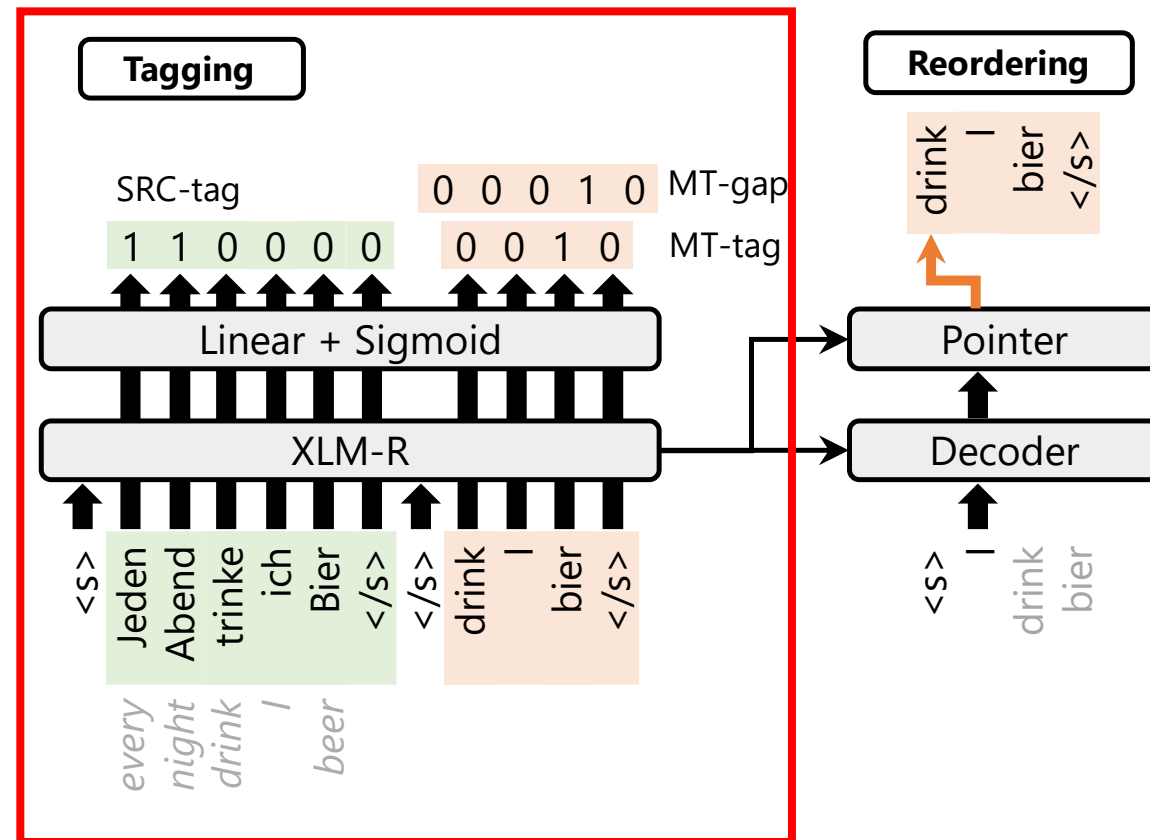 Tagging
SRC-tag
1 1 0 0 0 0
0 0 0 1 0 MT-gap
0 0 1 0 MT-tag
Linear + Sigmoid
XLM-R
<s> Jeden Abend trinke ich Bier </s> </s> drink I bier </s>
every night drink I beer
Reordering
drink I bier </s>
Pointer
Decoder
<s> I drink bier